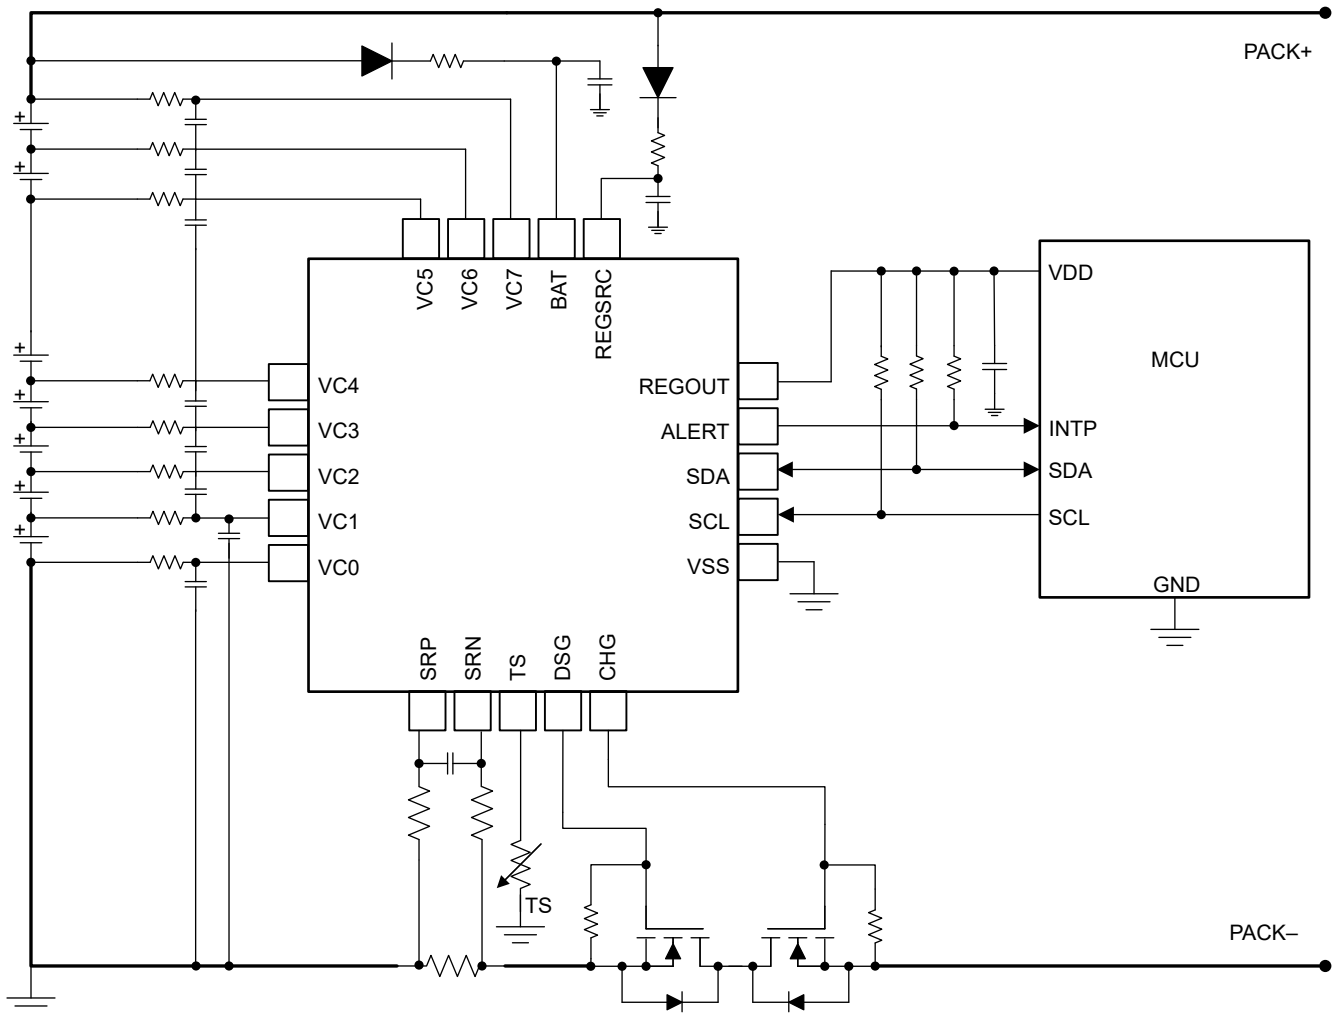 PACK+
+
+
VC5
VC6
VC7
BAT
REGSRC
VDD
MCU
+
VC4
REGOUT
+
VC3
ALERT
INTP
+
VC2
SDA
SDA
+
VC1
SCL
SCL
+
VC0
VSS
GND
SRP
SRN
TS
DSG
CHG
TS
PACK–